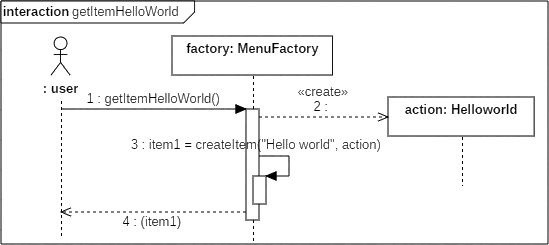 interaction getItemHelloWorld
factory: MenuFactory
: user
1 : getItemHelloWorld()
«create»
2 :
action: Helloworld
3 : item1 = createItem("Hello world", action)
4 : (item1)